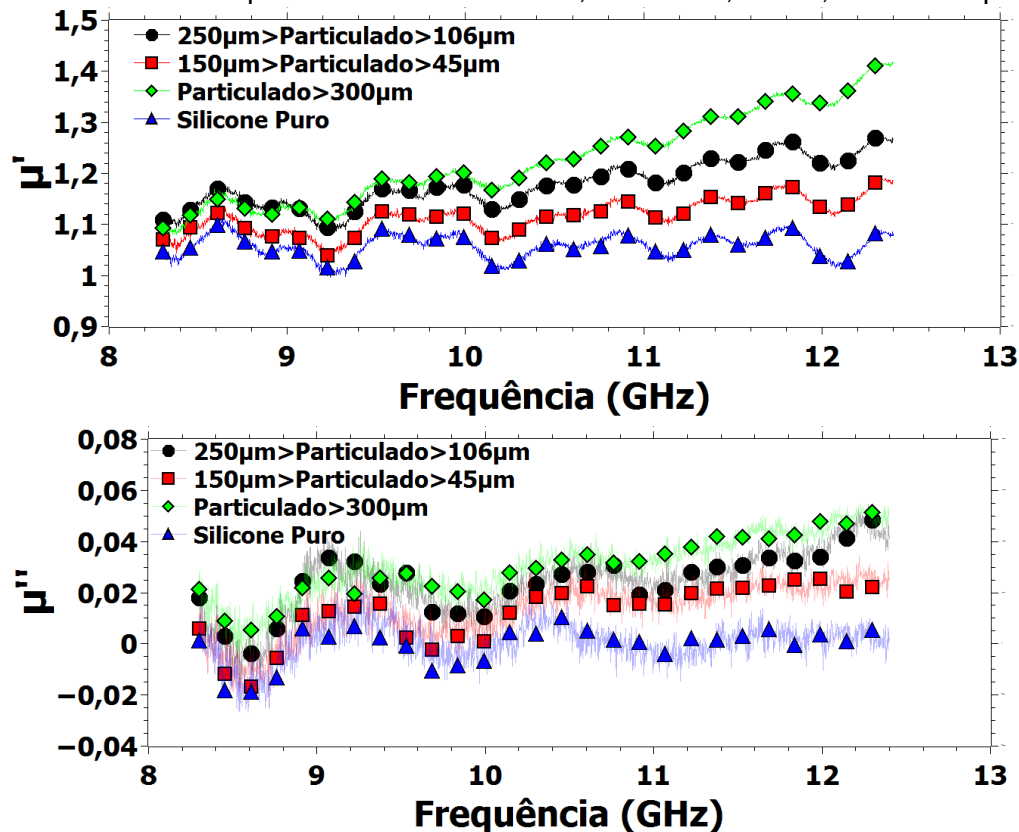 1,5
250µm>Particulado>106µm
150µm>Particulado>45µm
1,4
Particulado>300µm
Silicone Puro
1,3
µ'
1,2
1,1
1
0,9
8 9 10 11 12 13
Frequência (GHz)
0,08
250µm>Particulado>106µm
150µm>Particulado>45µm
0,06
Particulado>300µm
Silicone Puro
0,04
µ''
0,02
0
−0,02
−0,04
8 9 10 11 12 13
Frequência (GHz)